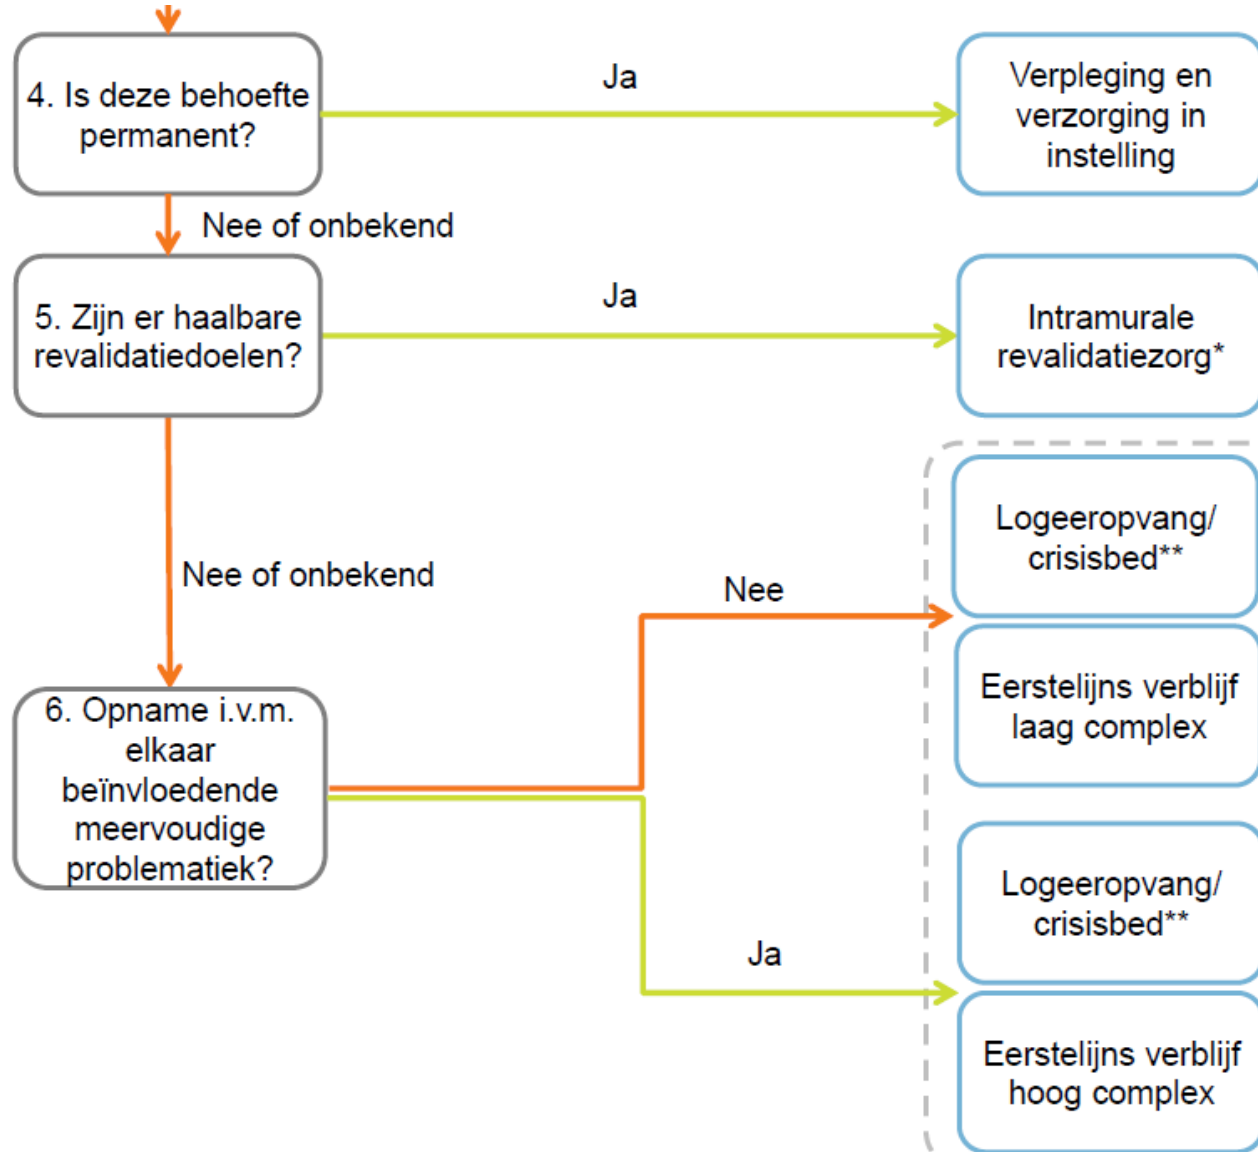 4. Is deze behoefte
permanent?
Ja
Verpleging en
verzorging in
instelling
Nee of onbekend
5. Zijn er haalbare
revalidatiedoelen?
Ja
Intramurale
revalidatiezorg*
Nee of onbekend
6. Opname i.v.m.
elkaar
beïnvloedende
meervoudige
problematiek?
Nee
Logeeropvang/
crisisbed**
Eerstelijns verblijf
laag complex
Ja
Logeeropvang/
crisisbed**
Eerstelijns verblijf
hoog complex